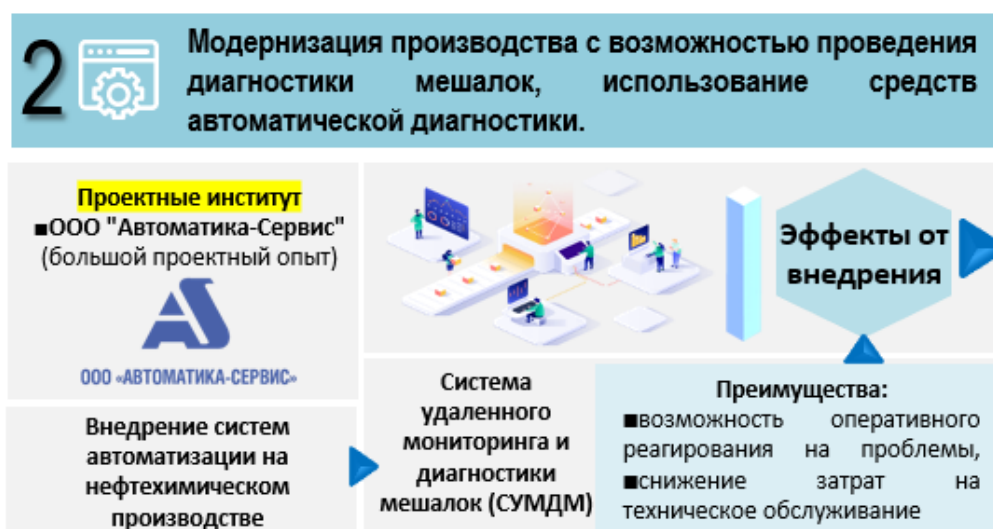 2
Модернизация производства с возможностью проведения
диагностики мешалок, использование средств
автоматической диагностики.
Проектные институт
■ООО "Автоматика-Сервис"
(большой проектный опыт)
ООО «АВТОМАТИКА-СЕРВИС»
Внедрение систем
автоматизации на
нефтехимическом
производстве
Система
удаленного
мониторинга и
диагностики
мешалок (СУМДМ)
Эффекты от
внедрения
Преимущества:
■возможность оперативного
реагирования на проблемы,
■снижение затрат на
техническое обслуживание